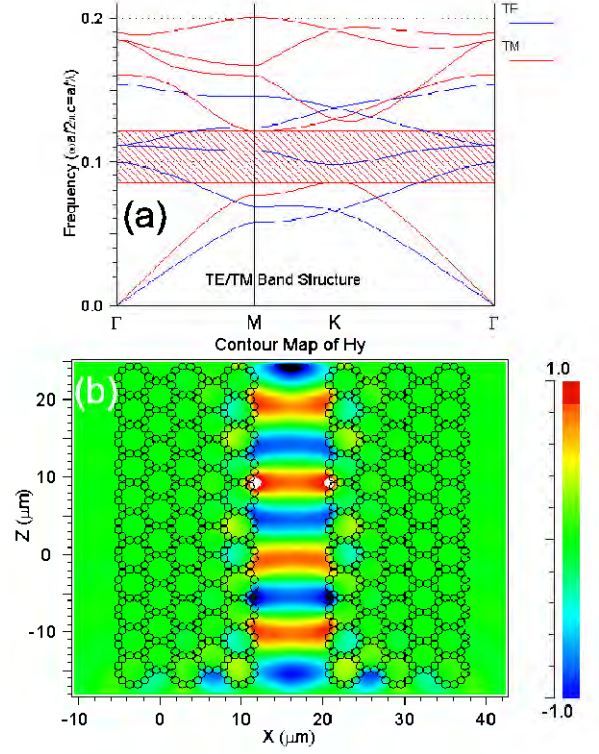 0.2
TE
TM
0.1
Frequency (ωa/2πc=a/λ)
(a)
TE/TM Band Structure
0.0
Γ M K Γ
Contour Map of Hy
(b)
1.0
20
10
0
-10
Z (μm)
-1.0
-10 0 10 20 30 40
X (μm)